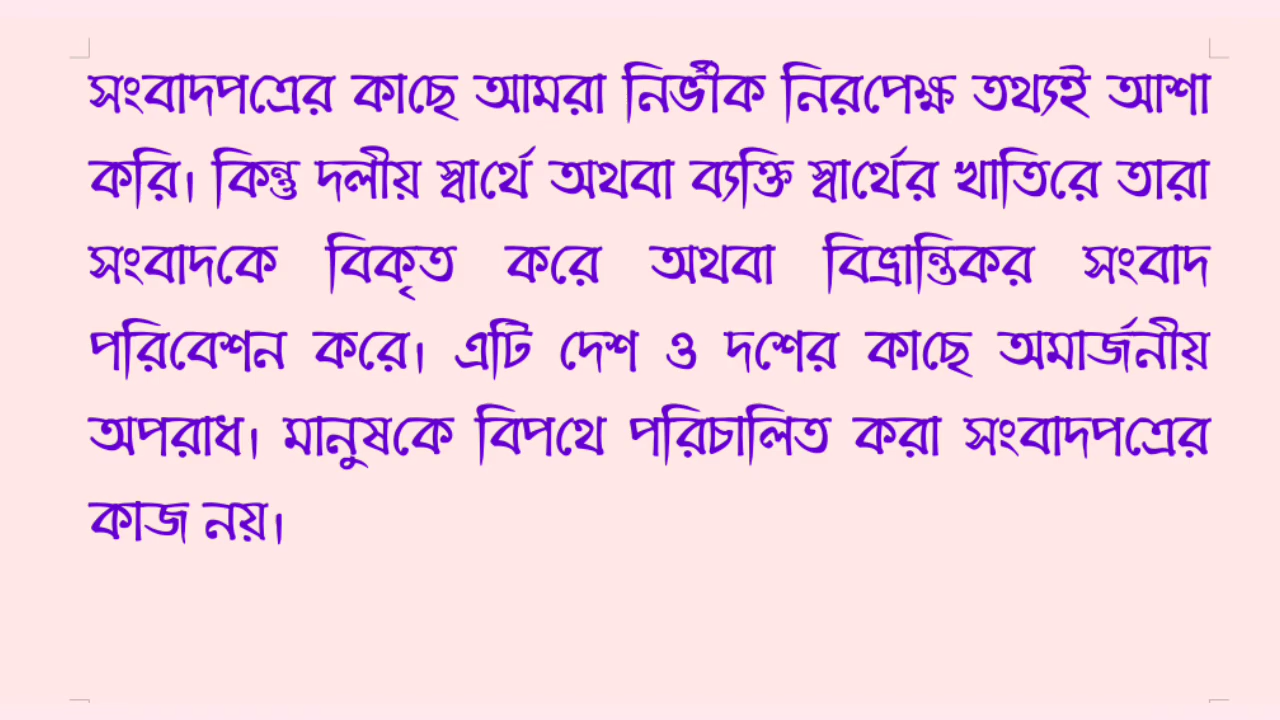 সংবাদপত্রের কাছে আমরা নির্ভীক নিরপেক্ষ তথ্যই আশা
করি। কিন্তু দলীয় স্বার্থে অথবা ব্যক্তি স্বার্থের খাতিরে তারা
সংবাদকে বিকৃত করে অথবা বিভ্রান্তিকর সংবাদ
পরিবেশন করে। এটি দেশ ও দশের কাছে অমার্জনীয়
অপরাধ। মানুষকে বিপথে পরিচালিত করা সংবাদপত্রের
কাজ নয়।